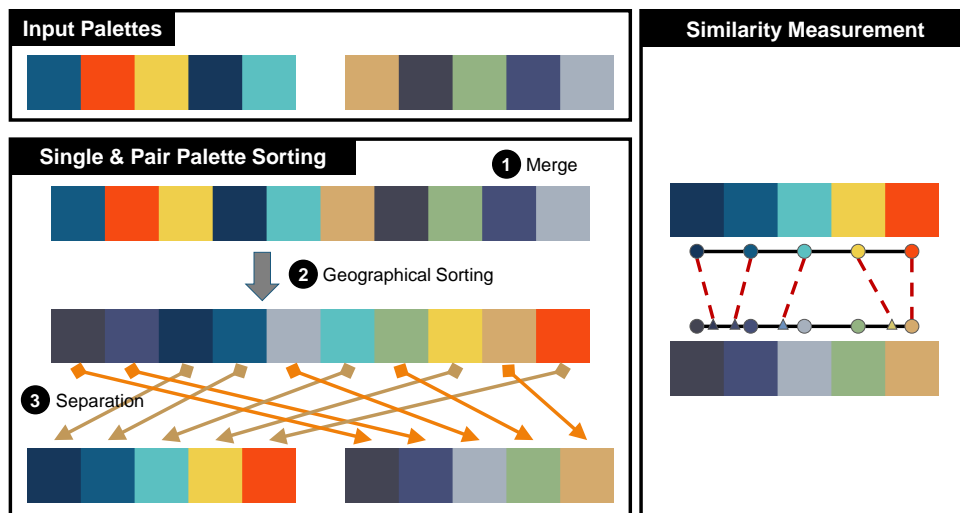 Input Palettes
Single & Pair Palette Sorting
1 Merge
2 Geographical Sorting
3 Separation
Similarity Measurement